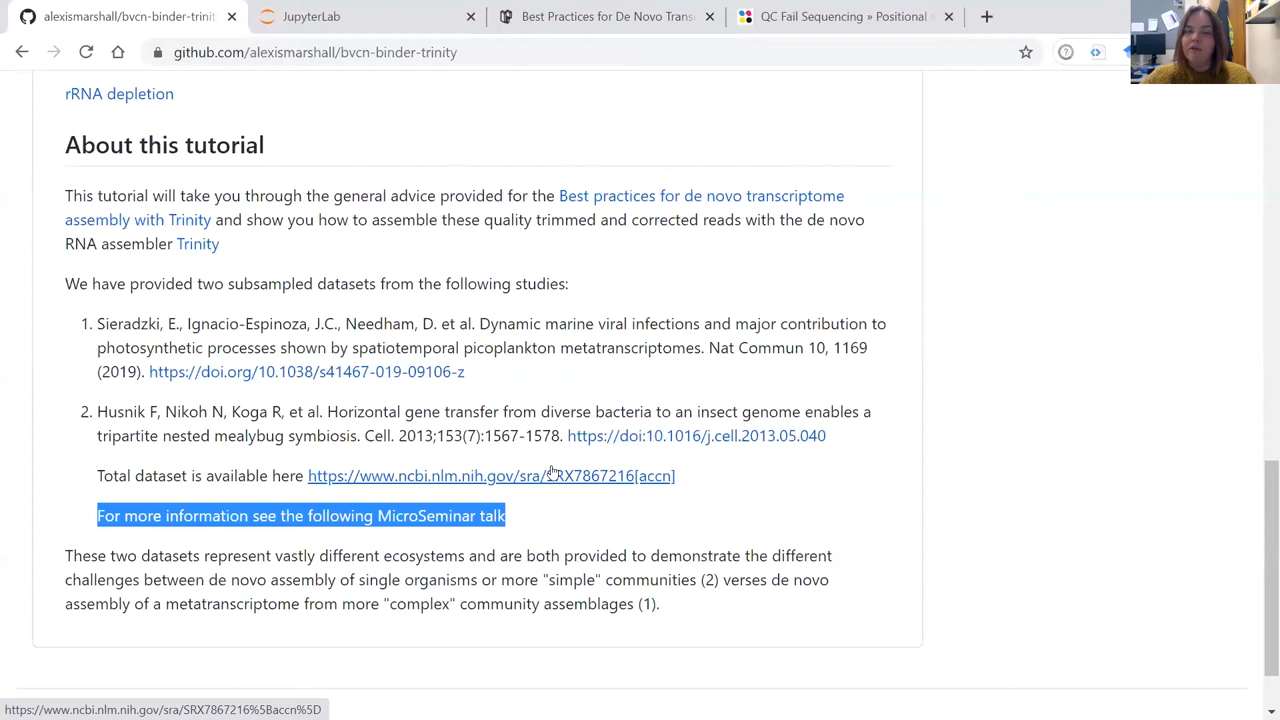 alexismarshall/bvcn-binder-trinit
JupyterLab
Best Practices for De Novo Trans
QC Fail Sequencing » Positional
github.com/alexismarshall/bvcn-binder-trinity
rRNA depletion
About this tutorial
This tutorial will take you through the general advice provided for the Best practices for de novo transcriptome
assembly with Trinity and show you how to assemble these quality trimmed and corrected reads with the de novo
RNA assembler Trinity
We have provided two subsampled datasets from the following studies:
1. Sieradzki, E., Ignacio-Espinoza, J.C., Needham, D. et al. Dynamic marine viral infections and major contribution to
photosynthetic processes shown by spatiotemporal picoplankton metatranscriptomes. Nat Commun 10, 1169
(2019). https://doi.org/10.1038/s41467-019-09106-z
2. Husnik F, Nikoh N, Koga R, et al. Horizontal gene transfer from diverse bacteria to an insect genome enables a
tripartite nested mealybug symbiosis. Cell. 2013;153(7):1567-1578. https://doi:10.1016/j.cell.2013.05.040
Total dataset is available here https://www.ncbi.nlm.nih.gov/sra/SRX7867216[accn]
For more information see the following MicroSeminar talk
These two datasets represent vastly different ecosystems and are both provided to demonstrate the different
challenges between de novo assembly of single organisms or more "simple" communities (2) verses de novo
assembly of a metatranscriptome from more "complex" community assemblages (1).
https://www.ncbi.nlm.nih.gov/sra/SRX7867216%5Baccn%5D